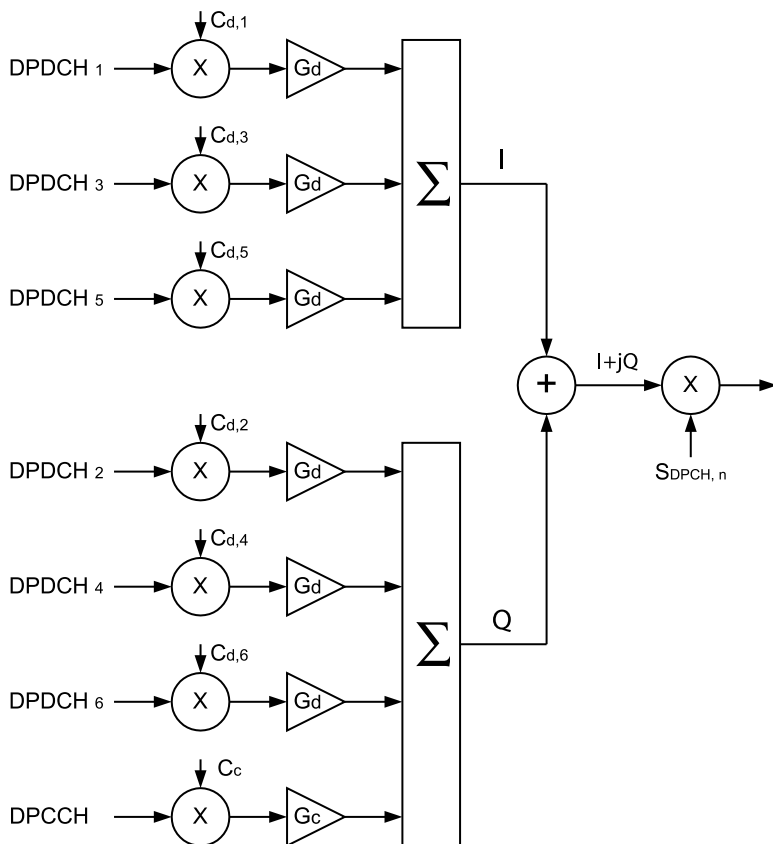 Cd,1
DPDCH 1 X Gd
Cd,3
DPDCH 3 X Gd
Cd,5
DPDCH 5 X Gd
∑
I
Cd,2
DPDCH 2 X Gd
Cd,4
DPDCH 4 X Gd
Cd,6
DPDCH 6 X Gd
Cc
DPCCH X Gc
∑
Q
+
I+jQ
X
SDPCH, n